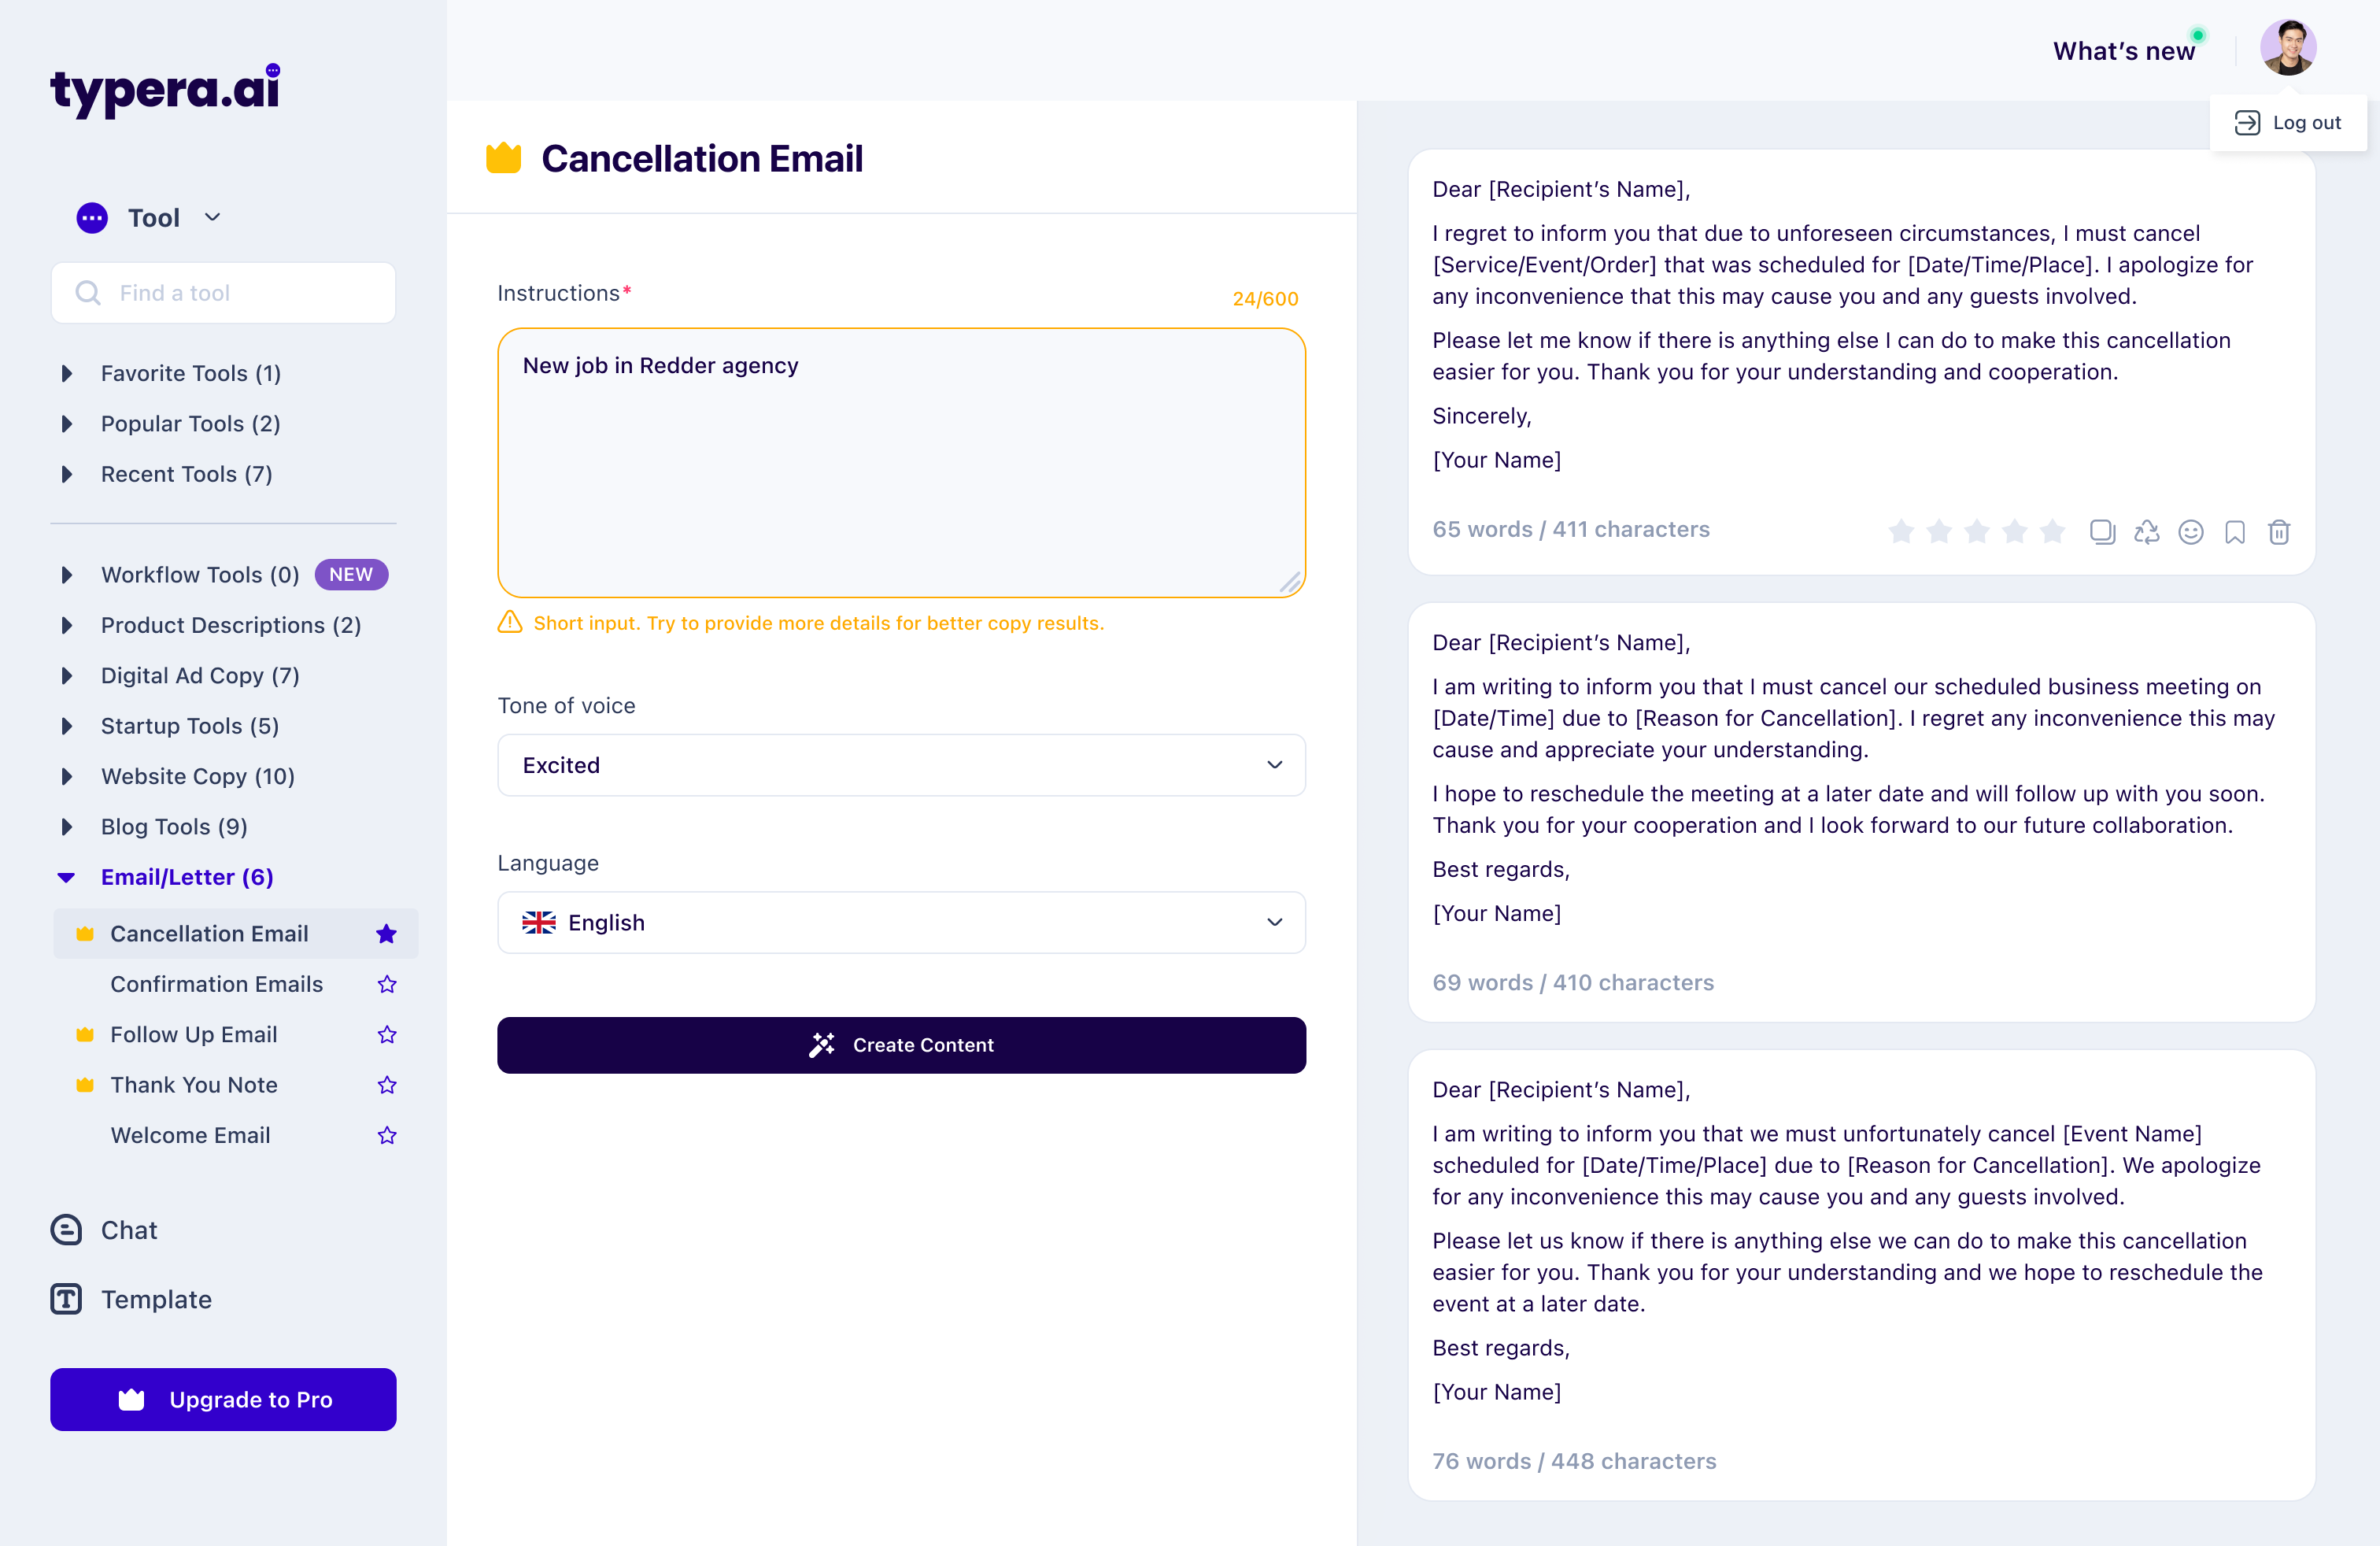 typera.ai
Tool
Find a tool
Favorite Tools (1)
Popular Tools (2)
Recent Tools (7)
Workflow Tools (0) NEW
Product Descriptions (2)
Digital Ad Copy (7)
Startup Tools (5)
Website Copy (10)
Blog Tools (9)
Email/Letter (6)
Cancellation Email
Confirmation Emails
Follow Up Email
Thank You Note
Welcome Email
Chat
Template
Upgrade to Pro
What’s new
Log out
Cancellation Email
Instructions*
24/600
New job in Redder agency
Short input. Try to provide more details for better copy results.
Tone of voice
Excited
Language
English
Create Content
Dear [Recipient’s Name],
I regret to inform you that due to unforeseen circumstances, I must cancel
[Service/Event/Order] that was scheduled for [Date/Time/Place]. I apologize for
any inconvenience that this may cause you and any guests involved.
Please let me know if there is anything else I can do to make this cancellation
easier for you. Thank you for your understanding and cooperation.
Sincerely,
[Your Name]
65 words / 411 characters
Dear [Recipient’s Name],
I am writing to inform you that I must cancel our scheduled business meeting on
[Date/Time] due to [Reason for Cancellation]. I regret any inconvenience this may
cause and appreciate your understanding.
I hope to reschedule the meeting at a later date and will follow up with you soon.
Thank you for your cooperation and I look forward to our future collaboration.
Best regards,
[Your Name]
69 words / 410 characters
Dear [Recipient’s Name],
I am writing to inform you that we must unfortunately cancel [Event Name]
scheduled for [Date/Time/Place] due to [Reason for Cancellation]. We apologize
for any inconvenience this may cause you and any guests involved.
Please let us know if there is anything else we can do to make this cancellation
easier for you. Thank you for your understanding and we hope to reschedule the
event at a later date.
Best regards,
[Your Name]
76 words / 448 characters